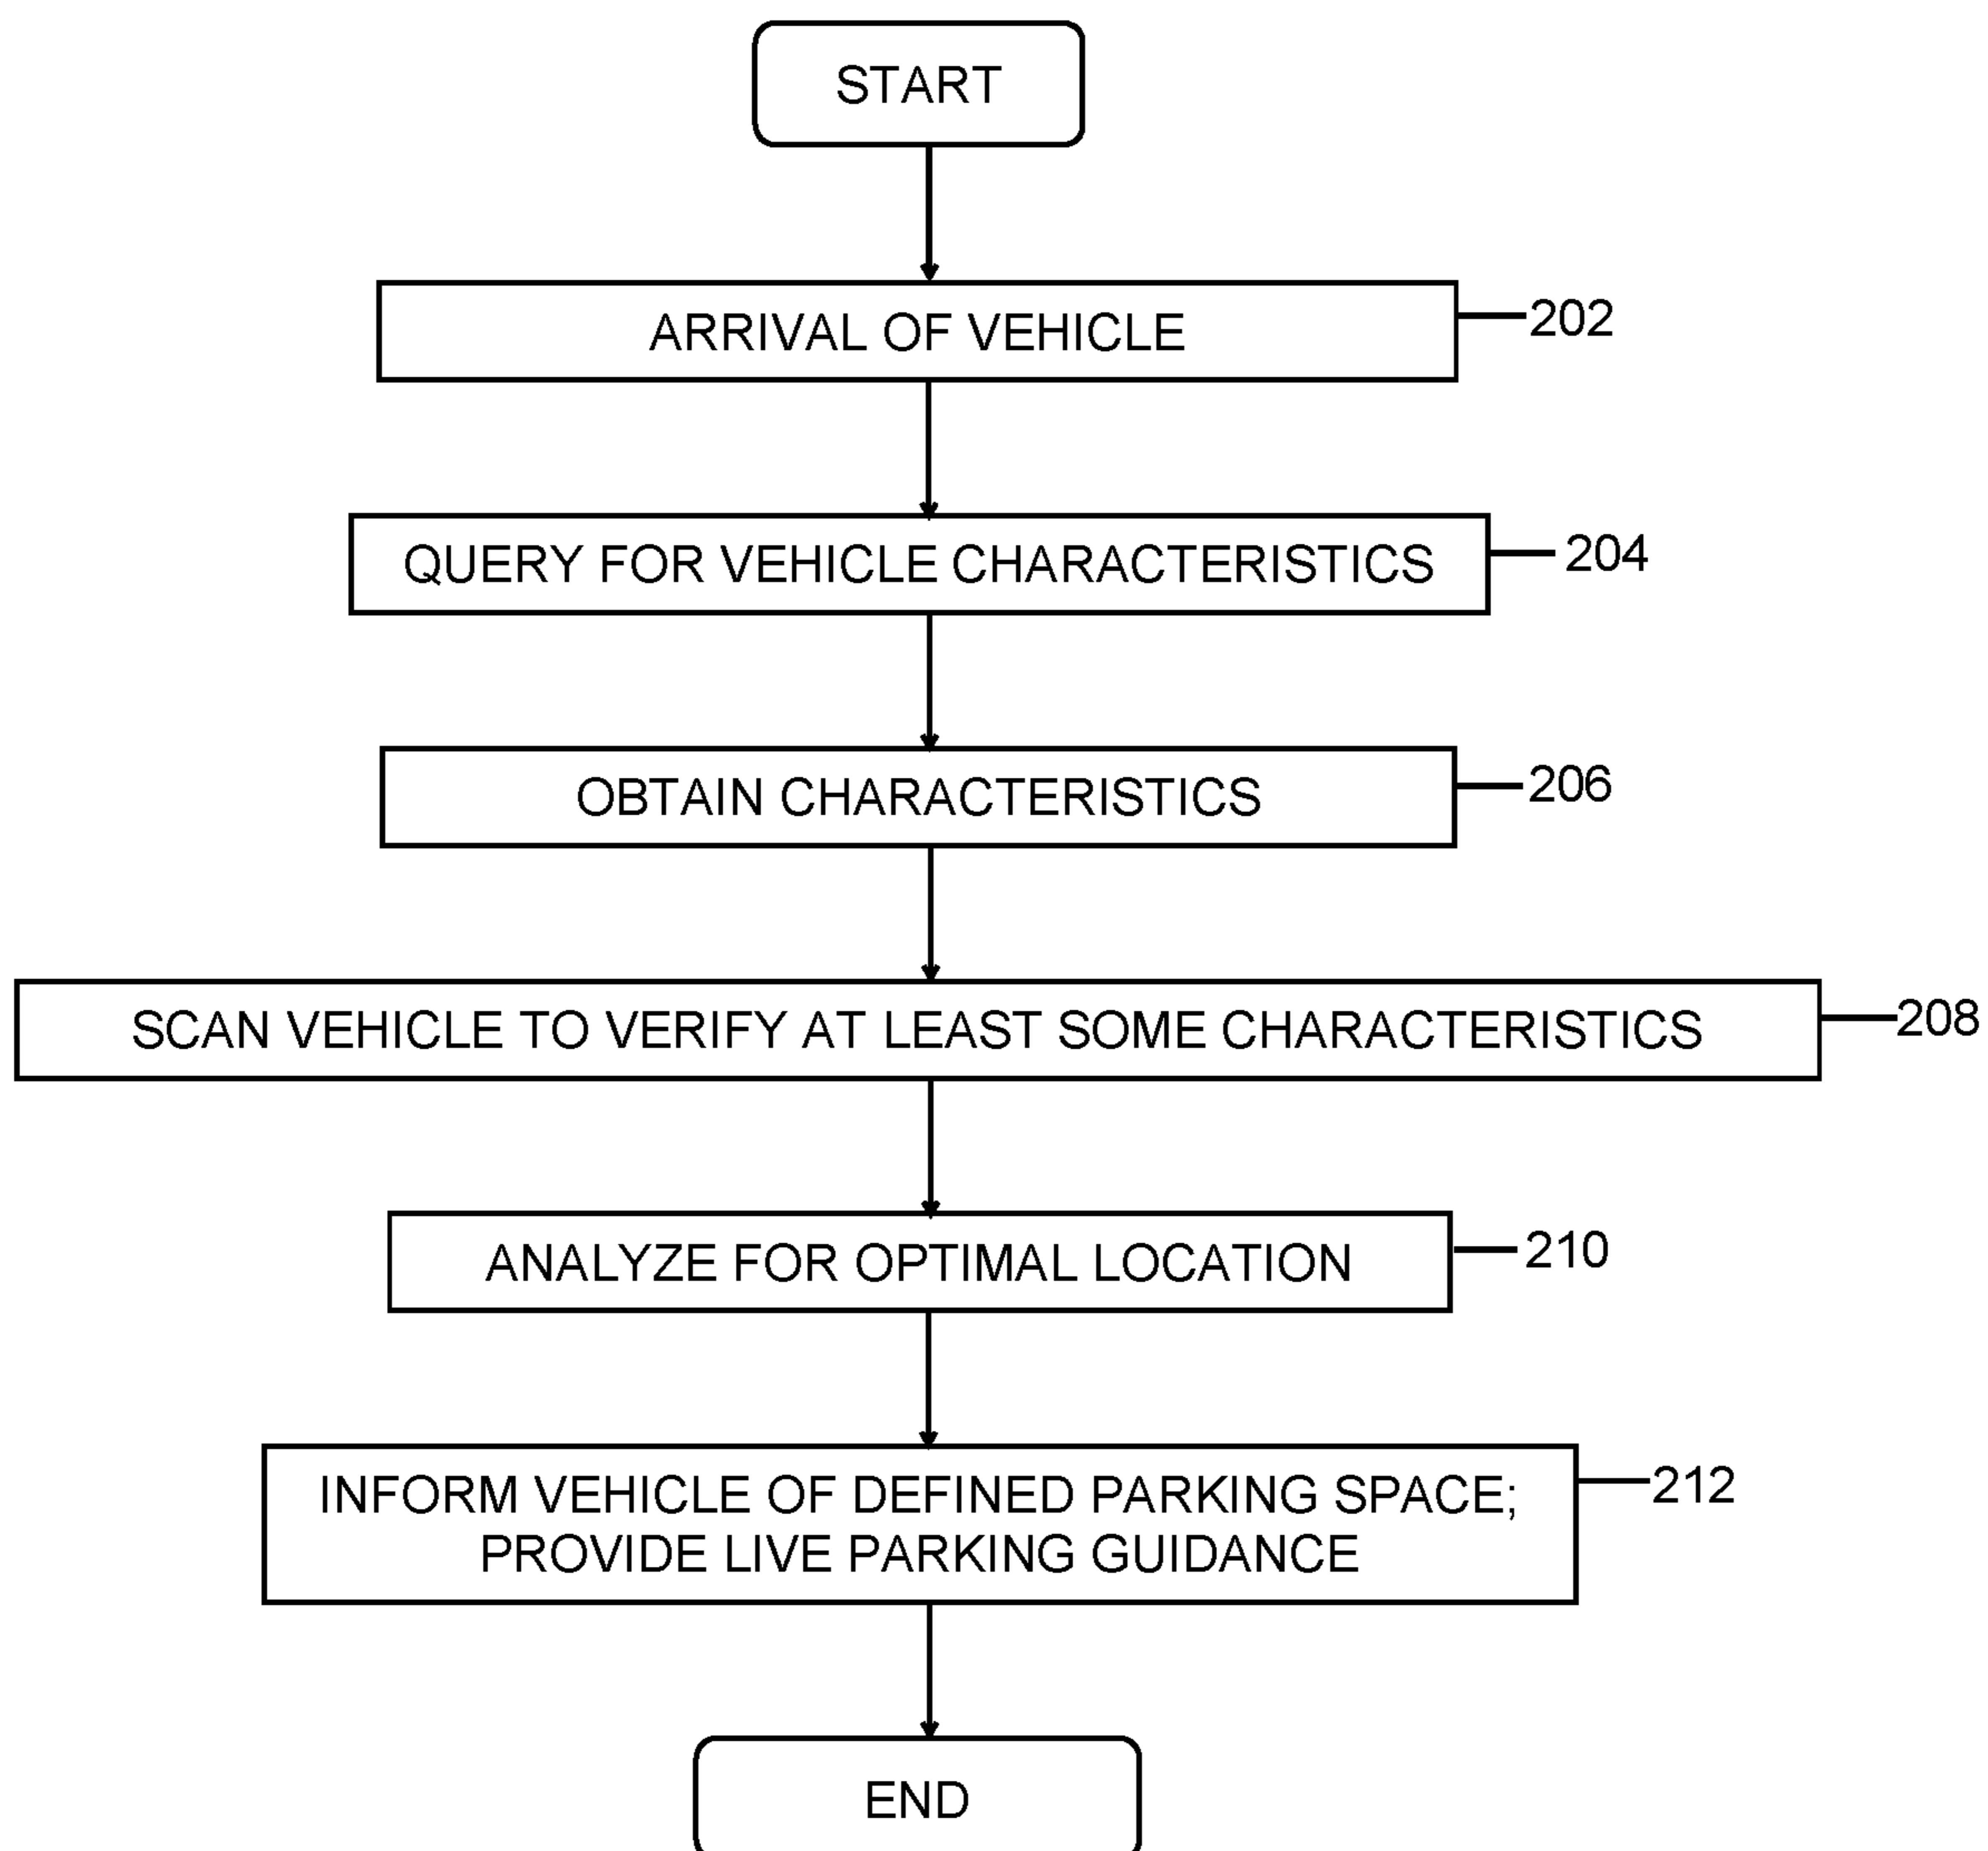 START
ARRIVAL OF VEHICLE
202
QUERY FOR VEHICLE CHARACTERISTICS
204
OBTAIN CHARACTERISTICS
206
SCAN VEHICLE TO VERIFY AT LEAST SOME CHARACTERISTICS
208
ANALYZE FOR OPTIMAL LOCATION
210
INFORM VEHICLE OF DEFINED PARKING SPACE;
PROVIDE LIVE PARKING GUIDANCE
212
END